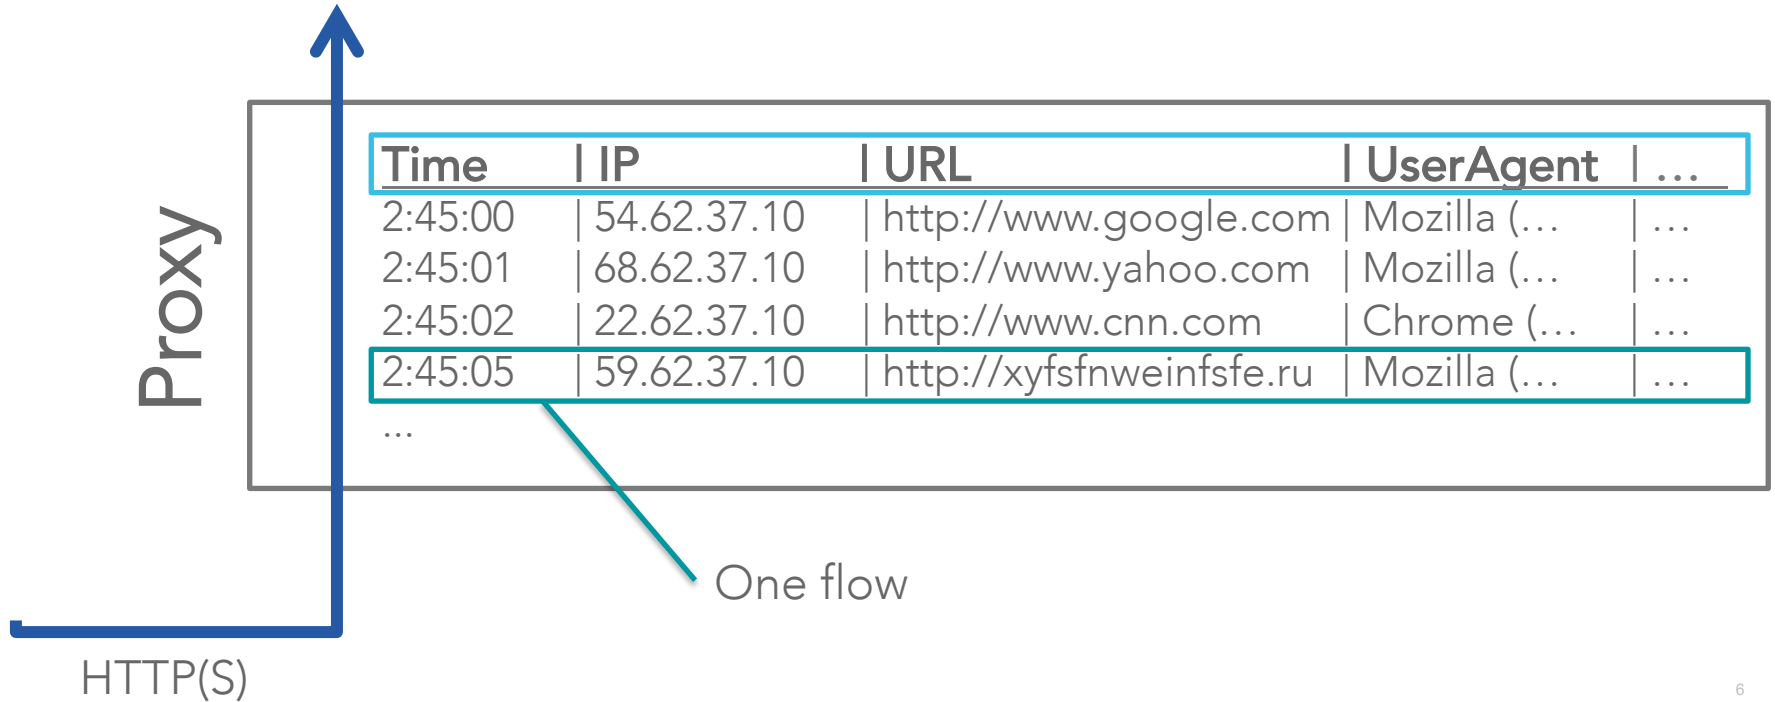 Proxy
Time | IP | URL | UserAgent | ...
2:45:00 | 54.62.37.10 | http://www.google.com | Mozilla (... | ...
2:45:01 | 68.62.37.10 | http://www.yahoo.com | Mozilla (... | ...
2:45:02 | 22.62.37.10 | http://www.cnn.com | Chrome (... | ...
2:45:05 | 59.62.37.10 | http://xyfsfnweinfsfe.ru | Mozilla (... | ...
...
One flow
HTTP(S)
6